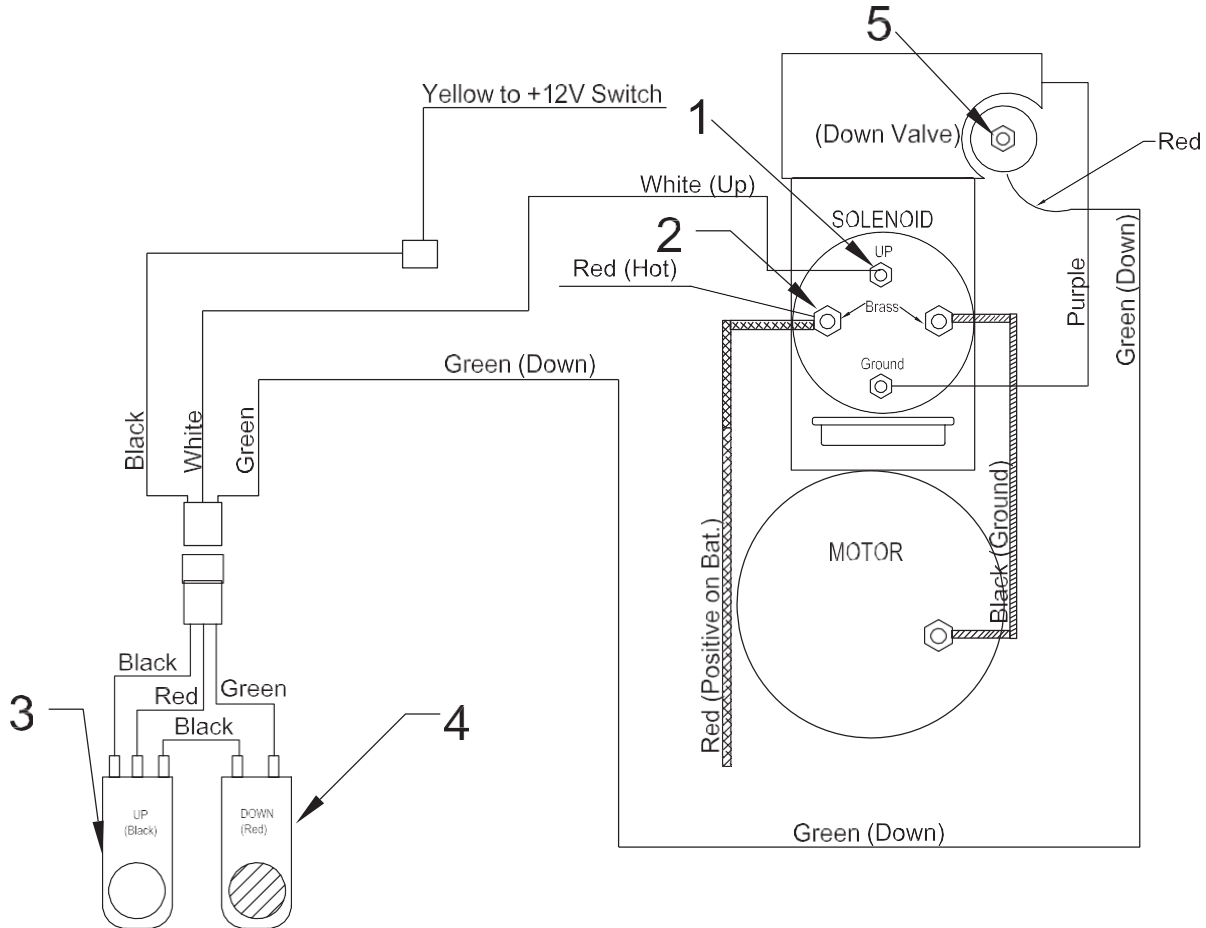 5
Yellow to +12V Switch
1
(Down Valve)
Red
White (Up)
SOLENOID
2
UP
Red (Hot)
Brass
Purple
Green (Down)
Ground
Green (Down)
Black
White
Green
Black (Ground)
Red (Positive on Bat.)
MOTOR
Black
Red
Green
3
Black
4
UP
(Black)
DOWN
(Red)
Green (Down)